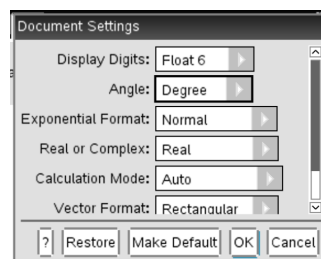 Document Settings
Display Digits: Float 6
Angle: Degree
Exponential Format: Normal
Real or Complex: Real
Calculation Mode: Auto
Vector Format: Rectangular
? Restore Make Default OK Cancel